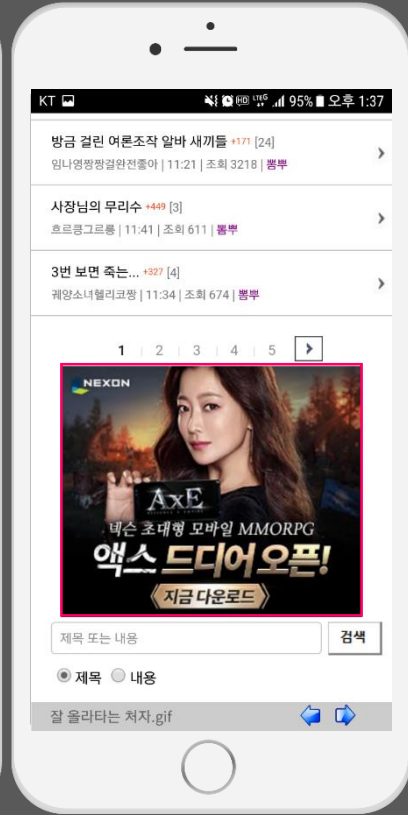 KT LTE 95% 오후 1:37
방금 걸린 여론조작 알바 새끼들 +171 [24]
임나영짱짱걸완전좋아 | 11:21 | 조회 3218 | 뽐뿌
사장님의 무리수 +449 [3]
흐르콩그르릉 | 11:41 | 조회 611 | 뽐뿌
3번 보면 죽는... +327 [4]
궤양소녀헬리코짱 | 11:34 | 조회 674 | 뽐뿌
1 | 2 | 3 | 4 | 5
NEXON
AxE
넥슨 초대형 모바일 MMORPG
액스 드디어 오픈!
지금 다운로드
제목 또는 내용 검색
제목 내용
잘 올라타는 처자.gif